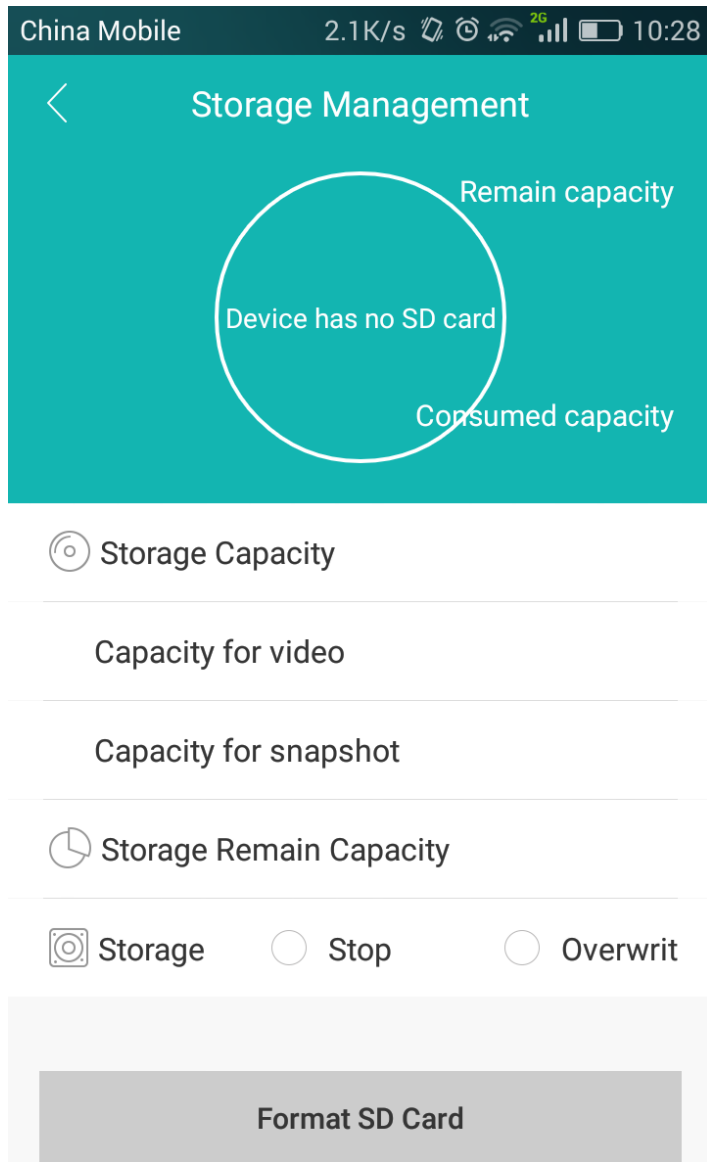 China Mobile 2.1K/s 2G 10:28
Storage Management
Remain capacity
Device has no SD card
Consumed capacity
Storage Capacity
Capacity for video
Capacity for snapshot
Storage Remain Capacity
Storage Stop Overwrit
Format SD Card